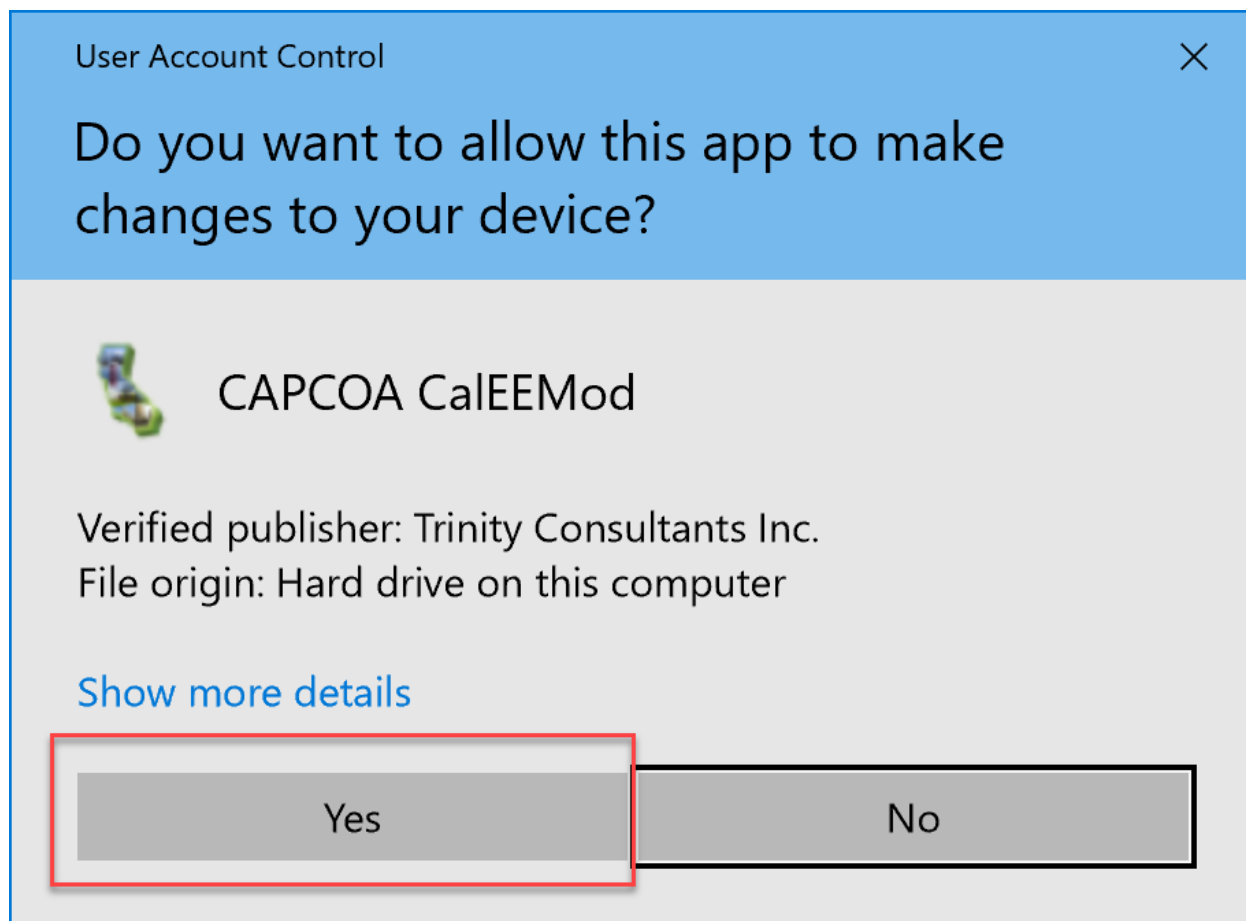 User Account Control
Do you want to allow this app to make
changes to your device?
CAPCOA CalEEMod
Verified publisher: Trinity Consultants Inc.
File origin: Hard drive on this computer
Show more details
Yes
No